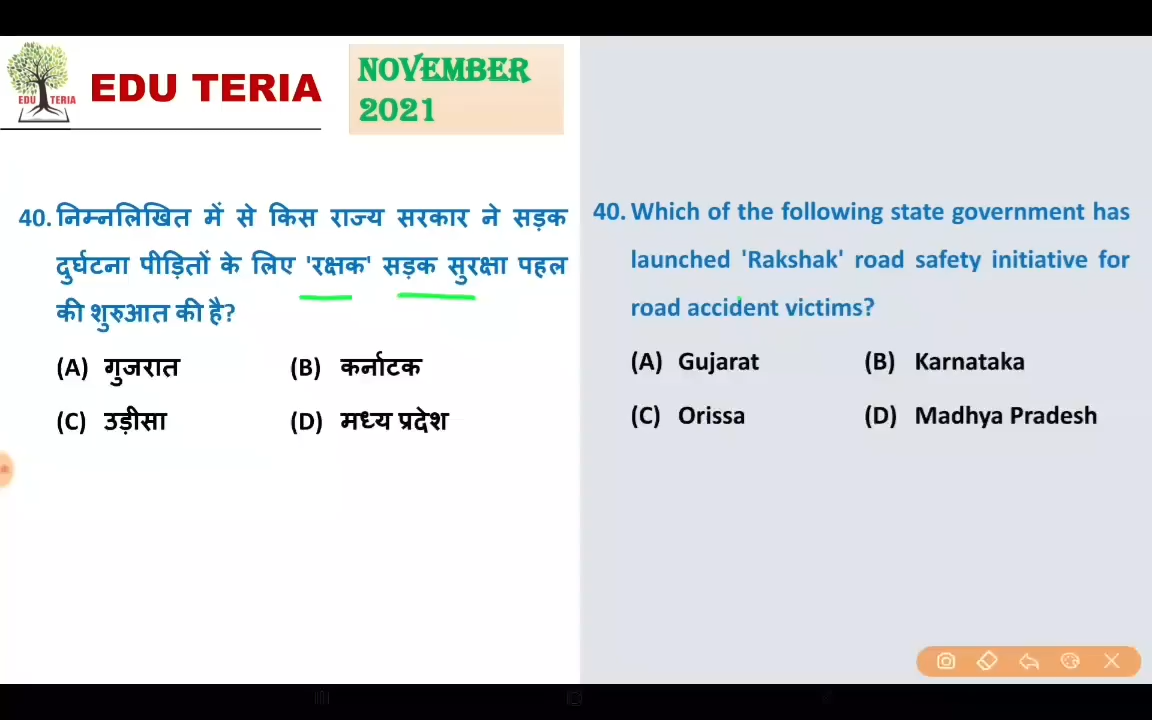 EDU TERIA
EDU TERIA
NOVEMBER
2021
40. निम्नलिखित में से किस राज्य सरकार ने सड़क
दुर्घटना पीड़ितों के लिए 'रक्षक' सड़क सुरक्षा पहल
की शुरुआत की है?
(A) गुजरात (B) कर्नाटक
(C) उड़ीसा (D) मध्य प्रदेश
40. Which of the following state government has
launched 'Rakshak' road safety initiative for
road accident victims?
(A) Gujarat (B) Karnataka
(C) Orissa (D) Madhya Pradesh